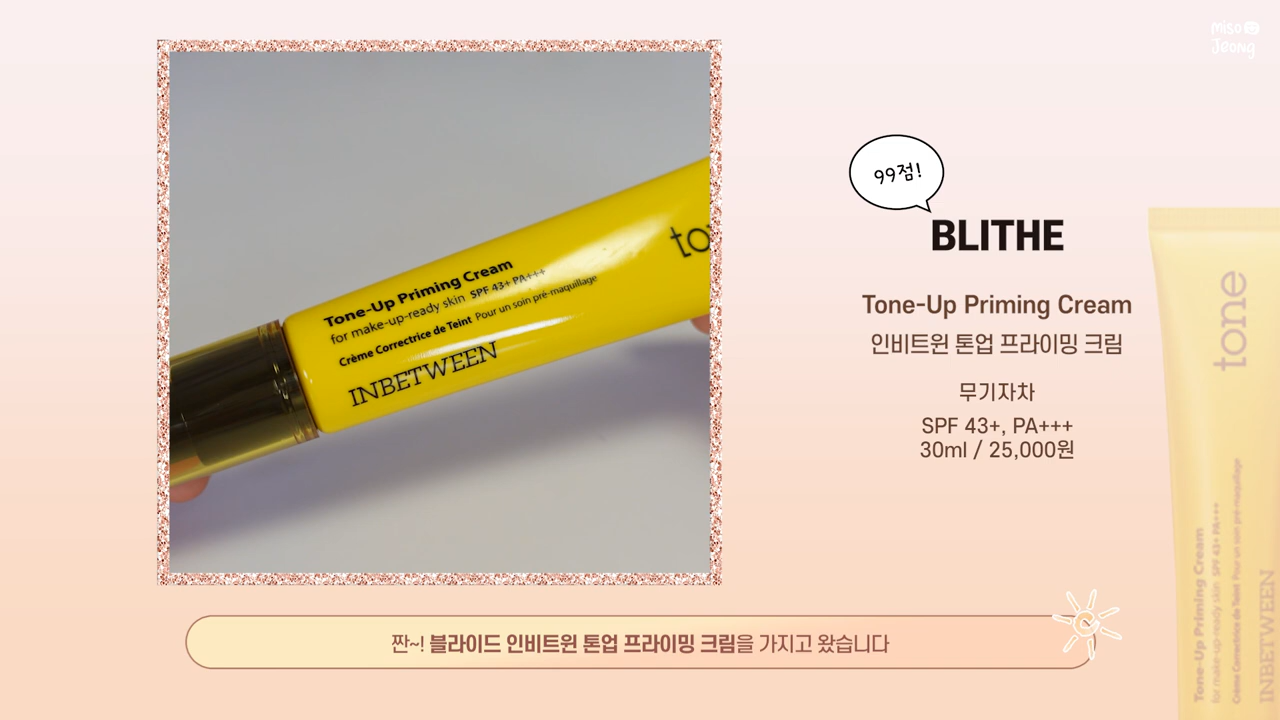 miso
Jeong
99점!
BLITHE
Tone-Up Priming Cream
인비트윈 톤업 프라이밍 크림
무기자차
SPF 43+, PA+++
30ml / 25,000원
to
Tone-Up Priming Cream
for make-up-ready skin SPF 43+ PA+++
Crème Correctrice de Teint Pour un soin pré-maquillage
INBETWEEN
tone
Tone-Up Priming Cream
for make-up-ready skin SPF 43+ PA+++
Crème Correctrice de Teint Pour un soin pré-maquillage
INBETWEEN
짠~! 블라이드 인비트윈 톤업 프라이밍 크림을 가지고 왔습니다